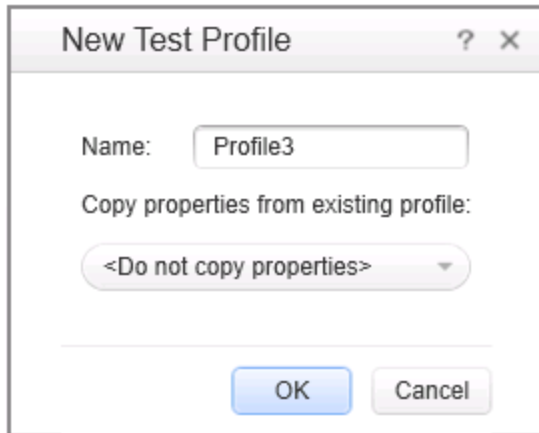 New Test Profile ? ×
Name: Profile3
Copy properties from existing profile:
<Do not copy properties>
OK Cancel